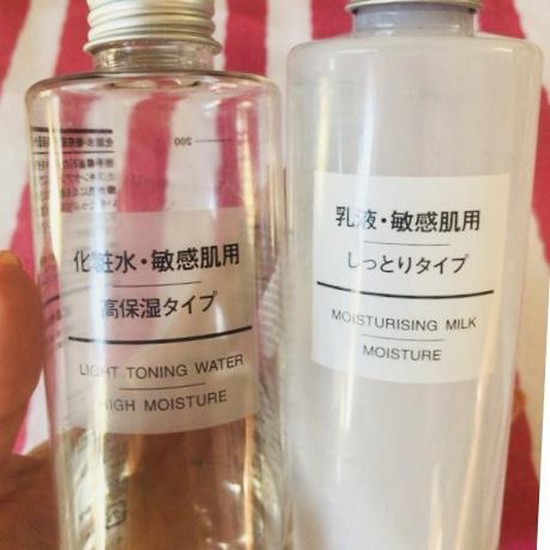 200
化粧水・敏感肌用
高保湿タイプ
LIGHT TONING WATER
HIGH MOISTURE
乳液・敏感肌用
しっとりタイプ
MOISTURISING MILK
MOISTURE